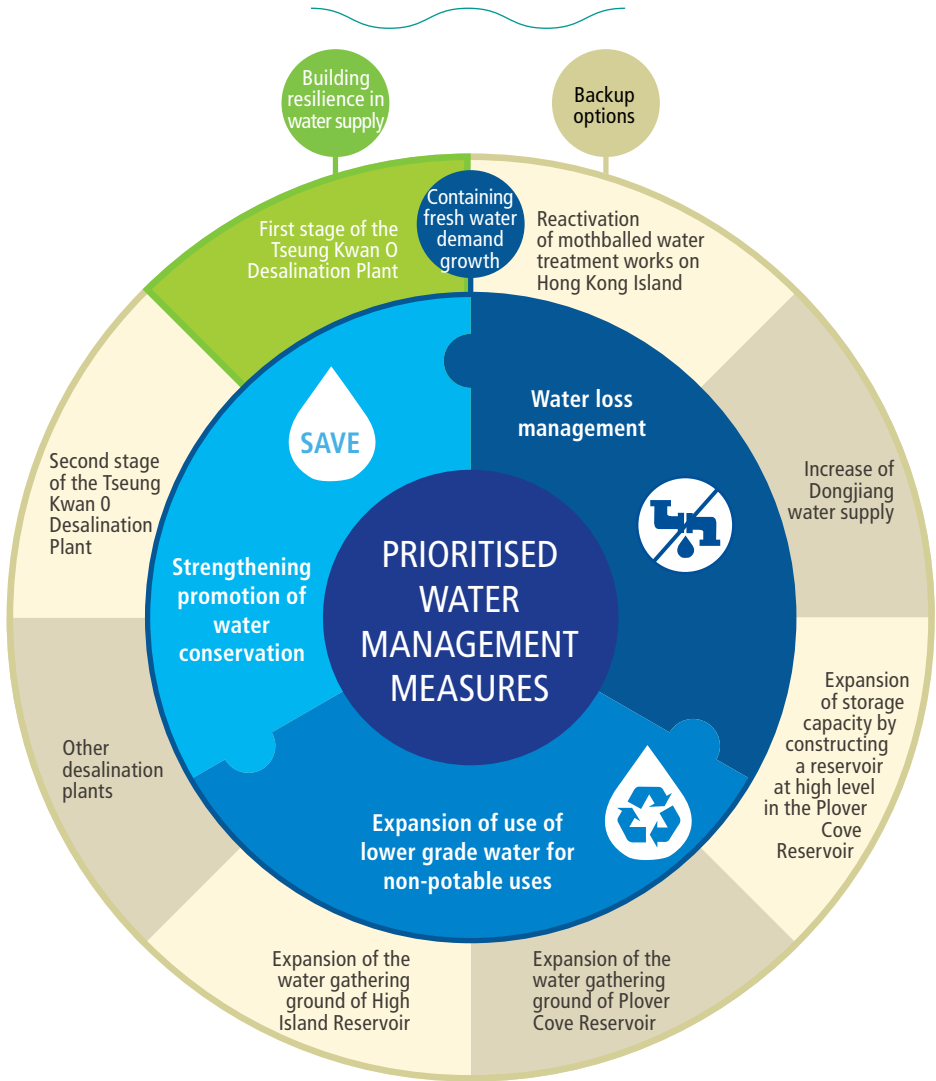 Building
resilience in
water supply
Backup
options
Containing
fresh water
demand
growth
First stage of the
Tseung Kwan O
Desalination Plant
Reactivation
of mothballed water
treatment works on
Hong Kong Island
Increase of
Dongjiang
water supply
Expansion
of storage
capacity by
constructing
a reservoir
at high level
in the Plover
Cove
Reservoir
Expansion of the
water gathering
ground of Plover
Cove Reservoir
Expansion of the
water gathering
ground of High
Island Reservoir
Other
desalination
plants
Second stage
of the Tseung
Kwan O
Desalination
Plant
SAVE
Strengthening
promotion of
water
conservation
Water loss
management
Expansion of use of
lower grade water for
non-potable uses
PRIORITISED
WATER
MANAGEMENT
MEASURES